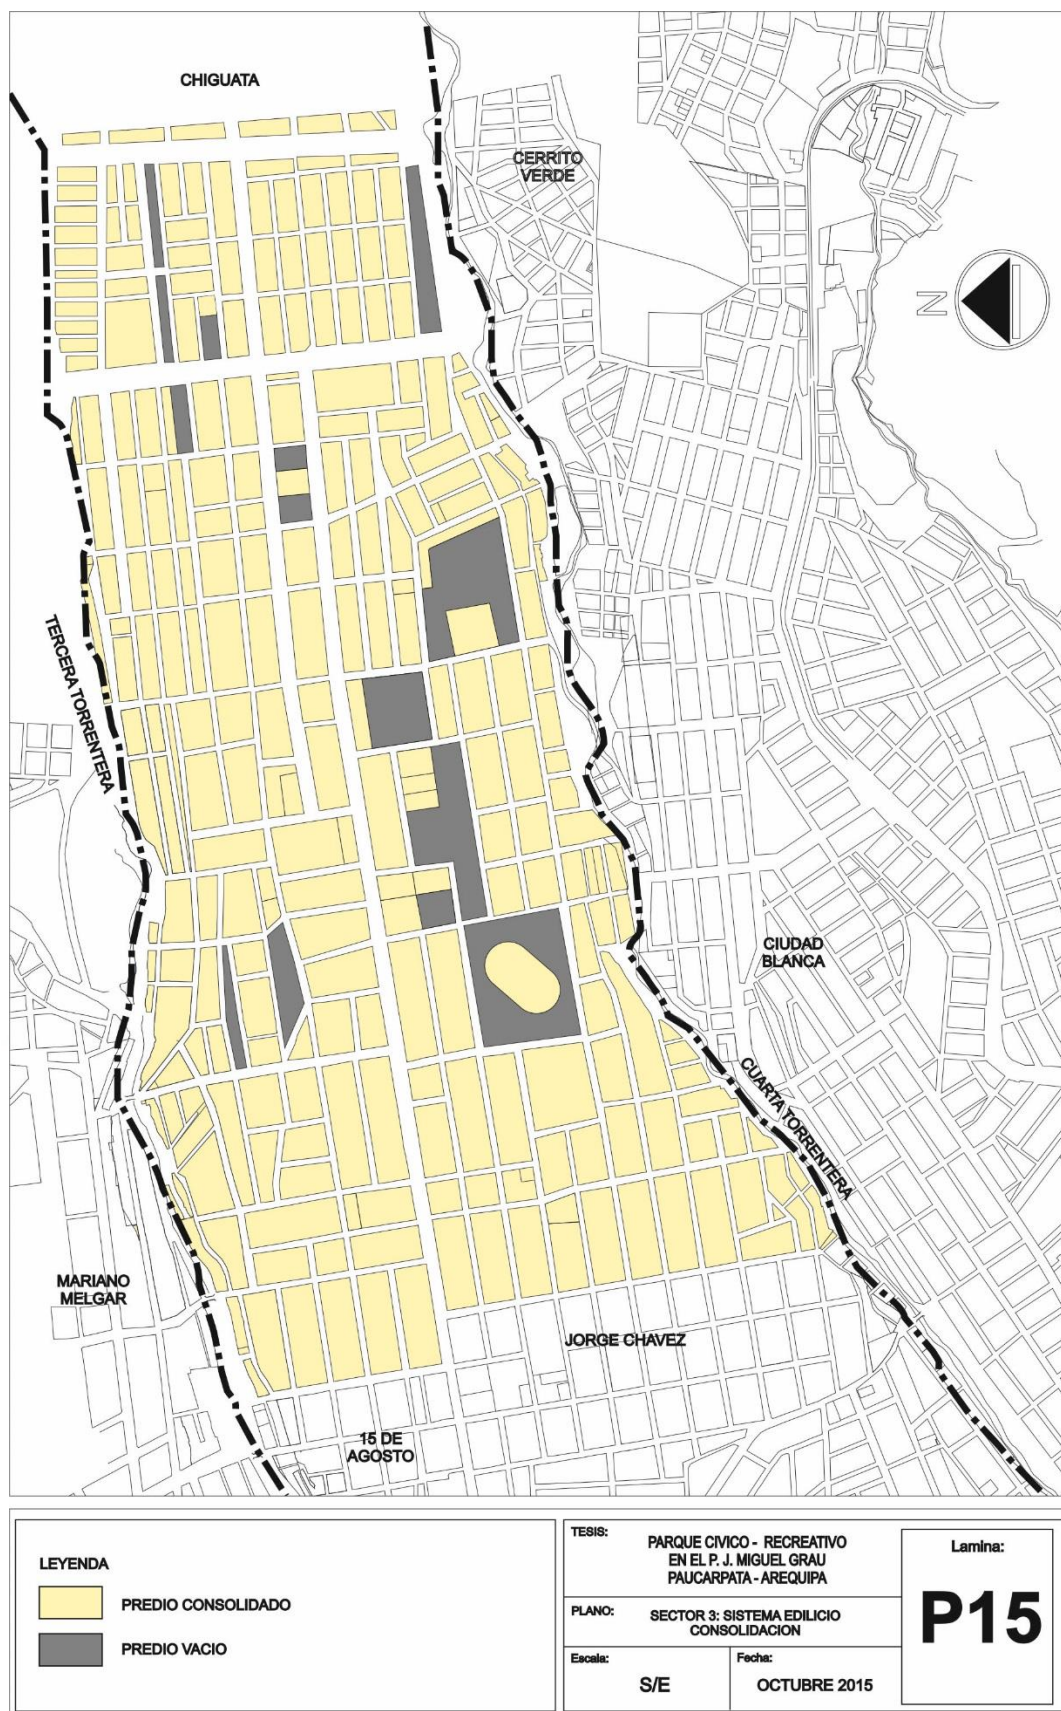 CHIGUATA
CERRITO
VERDE
N
TERCERA TORRENTERA
CIUDAD
BLANCA
CUARTA TORRENTERA
MARIANO
MELGAR
JORGE CHAVEZ
15 DE
AGOSTO
LEYENDA
PREDIO CONSOLIDADO
PREDIO VACIO
TESIS:
PARQUE CIVICO - RECREATIVO
EN EL P. J. MIGUEL GRAU
PAUCARPATA - AREQUIPA
PLANO:
SECTOR 3: SISTEMA EDILICIO
CONSOLIDACION
Escala:
S/E
Fecha:
OCTUBRE 2015
Lamina:
P15